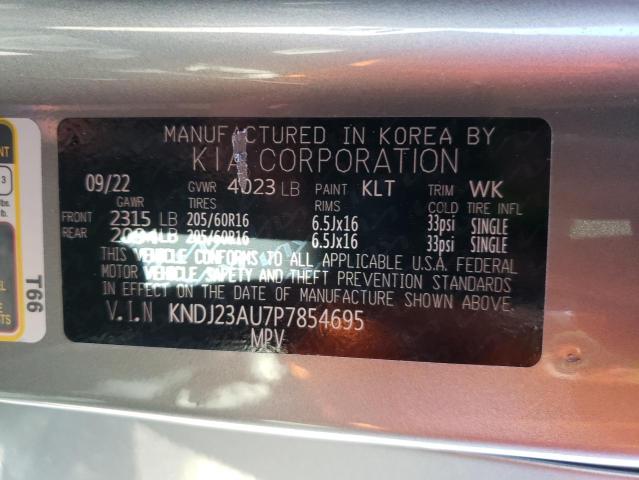 MANUFACTURED IN KOREA BY
KIA CORPORATION
09/22 GVWR 4023 LB PAINT KLT TRIM WK
GAWR TIRES RIMS COLD TIRE INFL
FRONT 2315 LB 205/60R16 6.5Jx16 33psi SINGLE
REAR 2094 LB 205/60R16 6.5Jx16 33psi SINGLE
THIS VEHICLE CONFORMS TO ALL APPLICABLE U.S.A. FEDERAL
MOTOR VEHICLE SAFETY AND THEFT PREVENTION STANDARDS
IN EFFECT ON THE DATE OF MANUFACTURE SHOWN ABOVE.
V.I.N KNDJ23AU7P7854695
MPV
T66